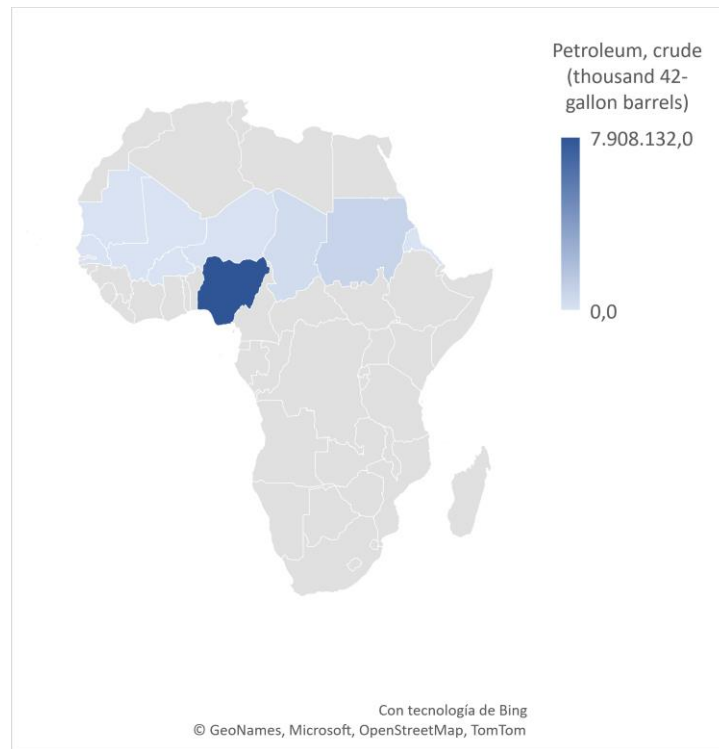 Petroleum, crude
(thousand 42-
gallon barrels)
7.908.132,0
0,0
Con tecnología de Bing
© GeoNames, Microsoft, OpenStreetMap, TomTom